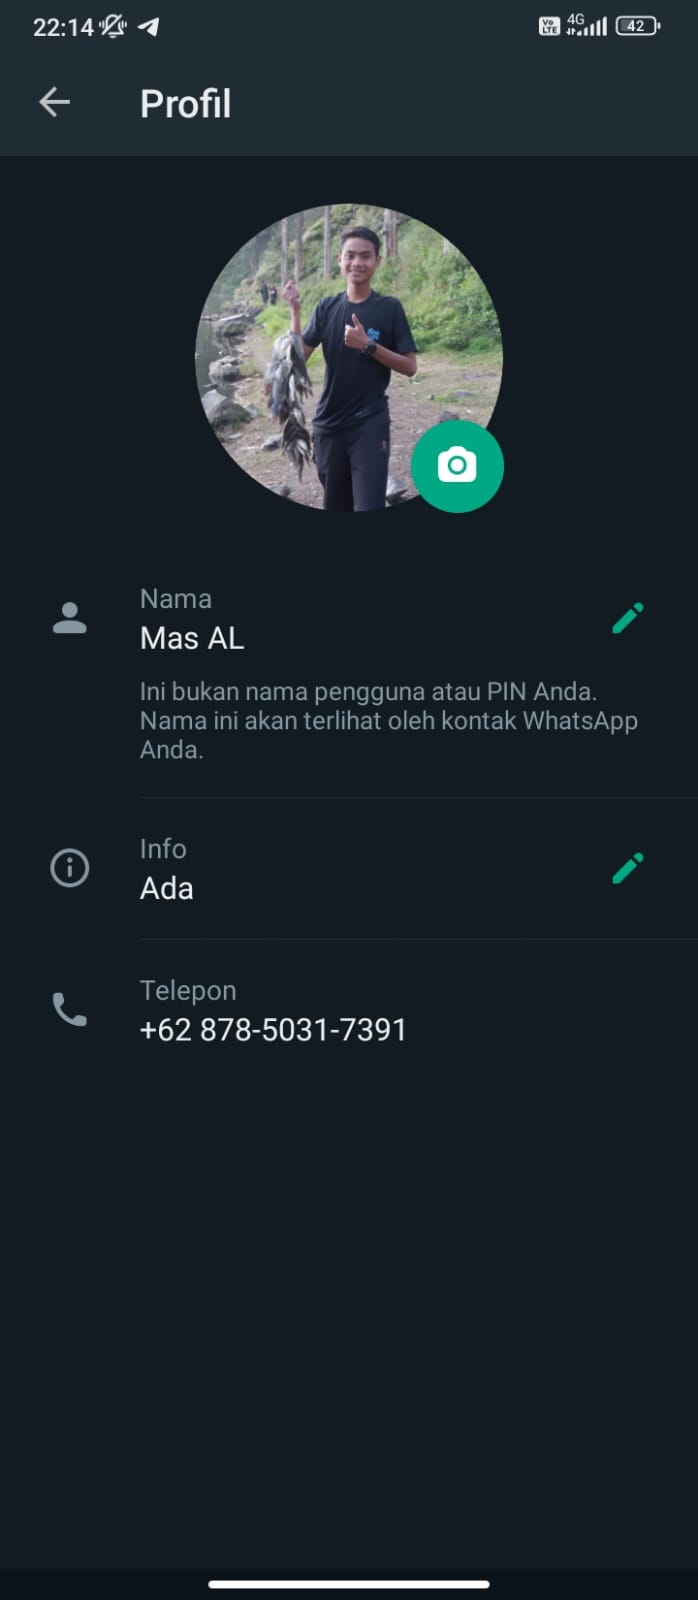 22:14
Vo LTE 4G 42
Profil
Nama
Mas AL
Ini bukan nama pengguna atau PIN Anda.
Nama ini akan terlihat oleh kontak WhatsApp
Anda.
Info
Ada
Telepon
+62 878-5031-7391